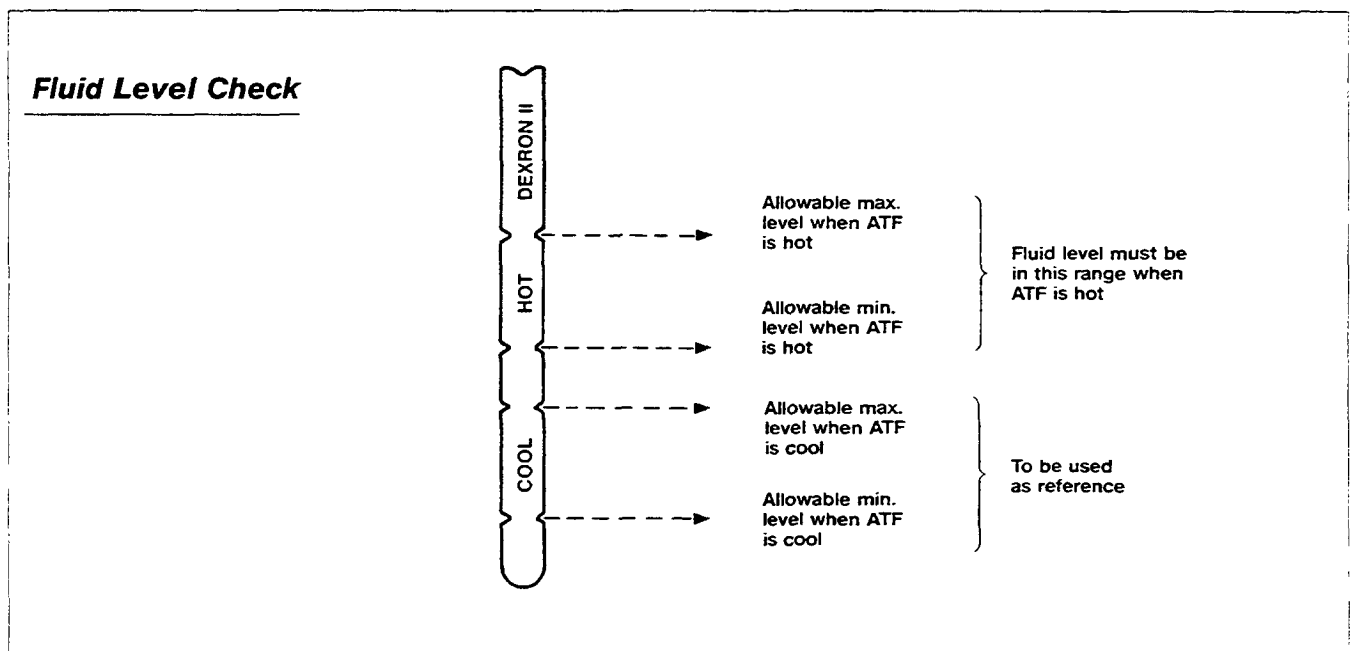 Fluid Level Check
DEXRON II
HOT
COOL
Allowable max.
level when ATF
is hot
Allowable min.
level when ATF
is hot
Fluid level must be
in this range when
ATF is hot
Allowable max.
level when ATF
is cool
Allowable min.
level when ATF
is cool
To be used
as reference